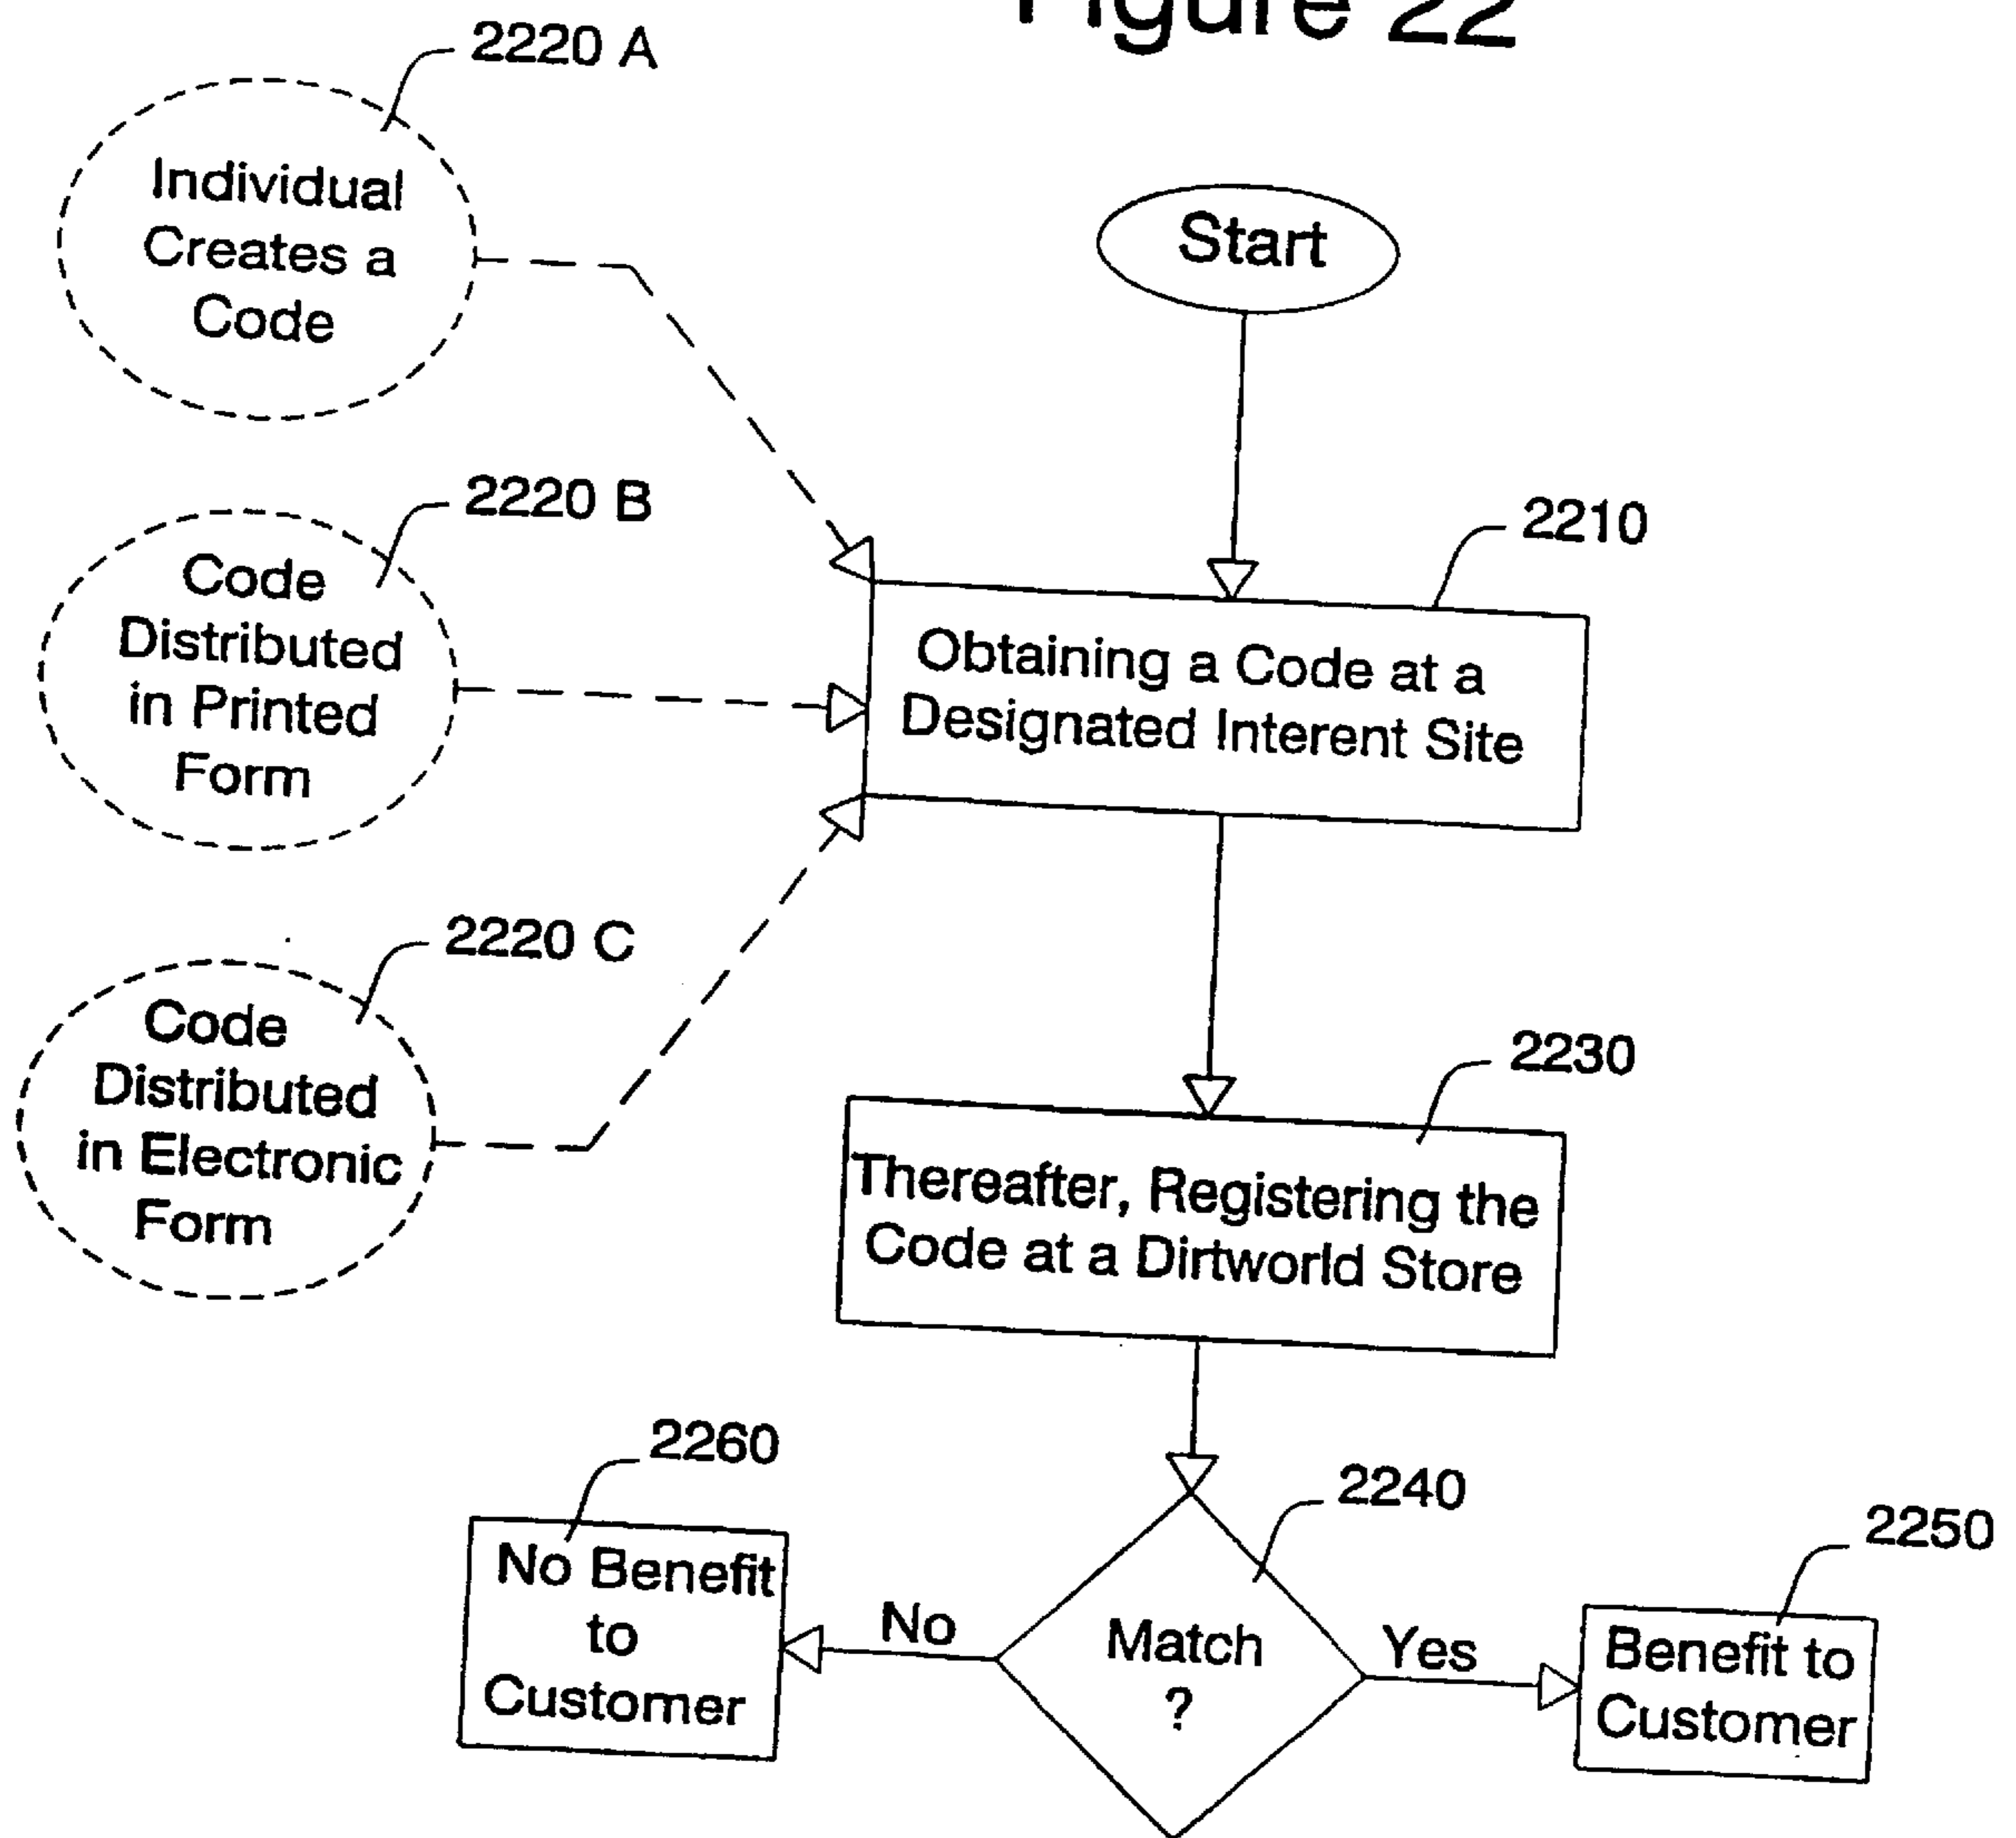 Figure 22
2220 A
Individual
Creates a
Code
Start
2220 B
Code
Distributed
in Printed
Form
2210
Obtaining a Code at a
Designated Interent Site
2220 C
Code
Distributed
in Electronic
Form
2230
Thereafter, Registering the
Code at a Dirtworld Store
2260
No Benefit
to
Customer
No
2240
Match
?
Yes
2250
Benefit to
Customer